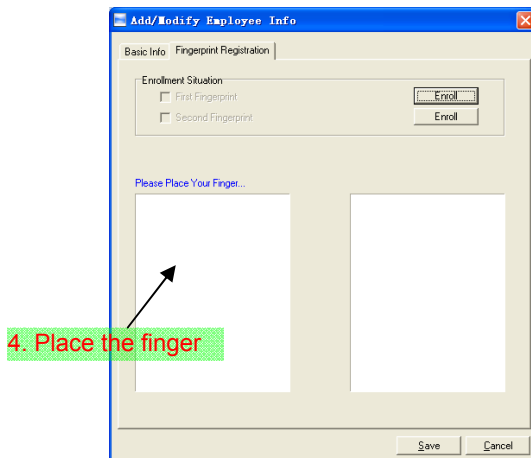 Add/Modify Employee Info
Basic Info Fingerprint Registration
Enrollment Situation
First Fingerprint Enroll
Second Fingerprint Enroll
Please Place Your Finger...
4. Place the finger
Save Cancel